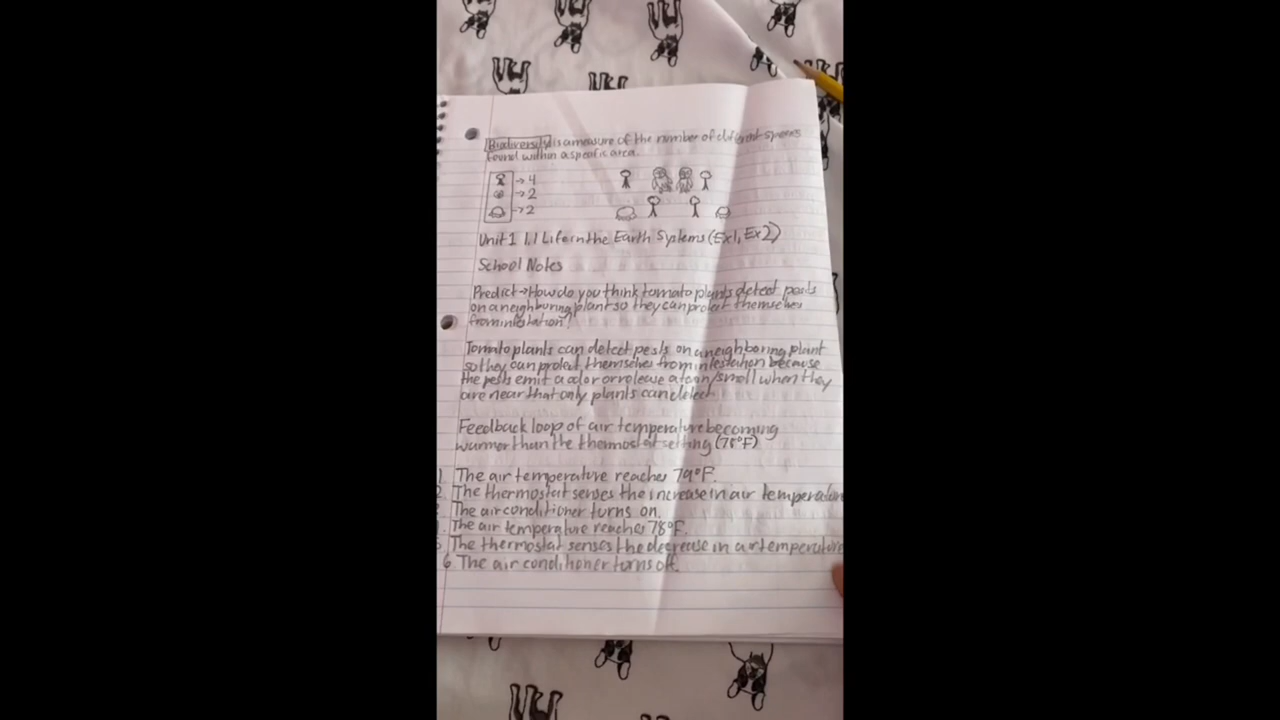 Biodiversity is a measure of the number of different species
found within a specific area.
→ 4
→ 2
→ 2
Unit 1 1.1 Life in the Earth Systems (Ex1, Ex2)
School Notes
Predict → How do you think tomato plants detect pests
on a neighboring plant so they can protect themselves
from infestation?
Tomato plants can detect pests on a neighboring plant
so they can protect themselves from infestation because
the pests emit a odor or release a toxin/smell when they
are near that only plants can detect.
Feedback loop of air temperature becoming
warmer than the thermostat setting (78°F)
1 The air temperature reaches 79°F.
2. The thermostat senses the increase in air temperature
The air conditioner turns on.
The air temperature reaches 78°F.
5 The thermostat senses the decrease in air temperature
6 The air conditioner turns off.